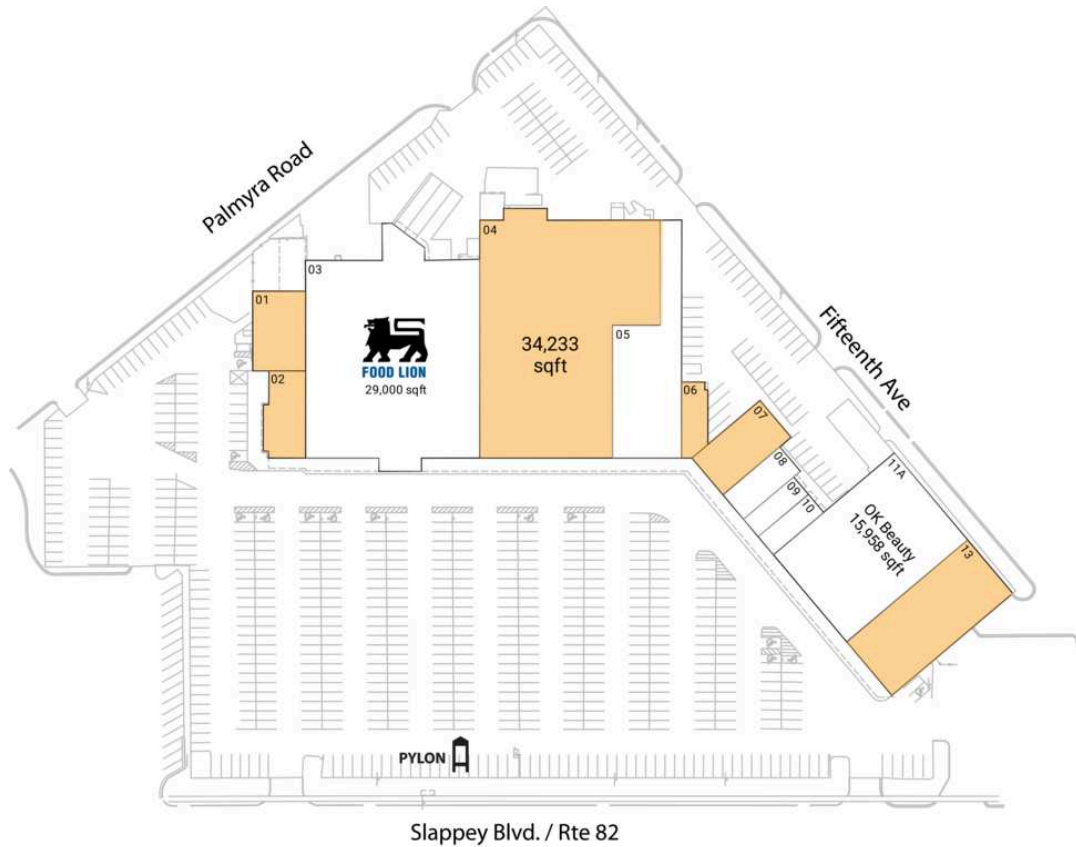 Palmyra Road
04
03
01
Fifteenth Ave
34,233
sqft
05
FOOD LION
29,000 sqft
02
06
07
08
11A
09
10
OK Beauty
15,958 sqft
13
PYLON
Slappey Blvd. / Rte 82